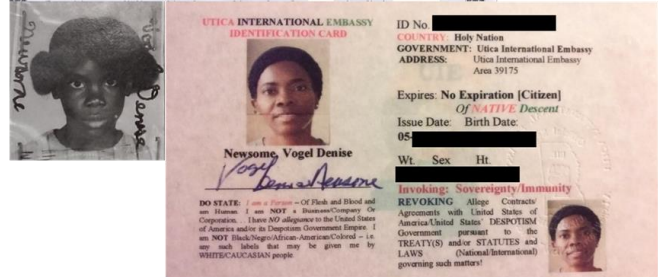 Newsome
Vogel Denise
UTICA INTERNATIONAL EMBASSY
IDENTIFICATION CARD
Newsome, Vogel Denise
Vogel Denise Newsome
DO STATE: I am a Person – Of Flesh and Blood and
am Human. I am NOT a Business/Company Or
Corporation. I have NO allegiance to the United States
of America and/or its Despotism Government Empire. I
am NOT Black/Negro/African-American/Colored – i.e.
any such labels that may be given me by
WHITE/CAUCASIAN people
ID No.
COUNTRY: Holy Nation
GOVERNMENT: Utica International Embassy
ADDRESS: Utica International Embassy
Area 39175
Expires: No Expiration [Citizen]
Of NATIVE Descent
Issue Date: Birth Date:
05-
Wt. Sex Ht.
Invoking: Sovereignty/Immunity
REVOKING Allege Contracts/
Agreements with United States of
America/United States' DESPOTISM
Government pursuant to the
TREATY(S) and/or STATUTES and
LAWS (National/International)
governing such matters!